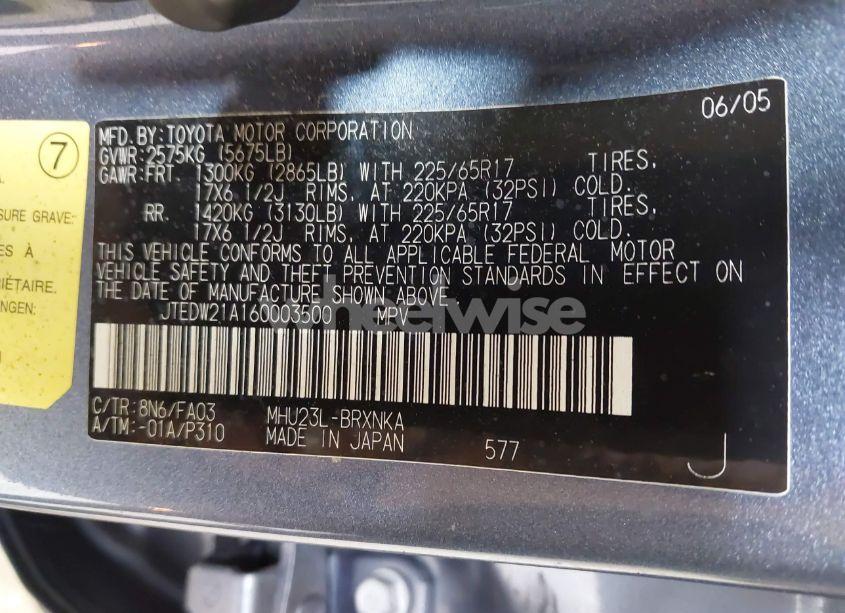 06/05
MFD.BY:TOYOTA MOTOR CORPORATION
GVWR:2575KG (5675LB)
GAWR:FRT. 1300KG (2865LB) WITH 225/65R17 TIRES,
17X6 1/2J RIMS, AT 220KPA (32PSI) COLD.
RR. 1420KG (3130LB) WITH 225/65R17 TIRES,
17X6 1/2J RIMS, AT 220KPA (32PSI) COLD.
THIS VEHICLE CONFORMS TO ALL APPLICABLE FEDERAL MOTOR
VEHICLE SAFETY AND THEFT PREVENTION STANDARDS IN EFFECT ON
THE DATE OF MANUFACTURE SHOWN ABOVE.
JTEDW21A160003500 MPV
C/TR:8N6/FA03 MHU23L-BRXNKA
A/TM:-01A/P310 MADE IN JAPAN 577
J
7
SURE GRAVE:
ES À
RIÉTAIRE.
NGEN:
wheelwise